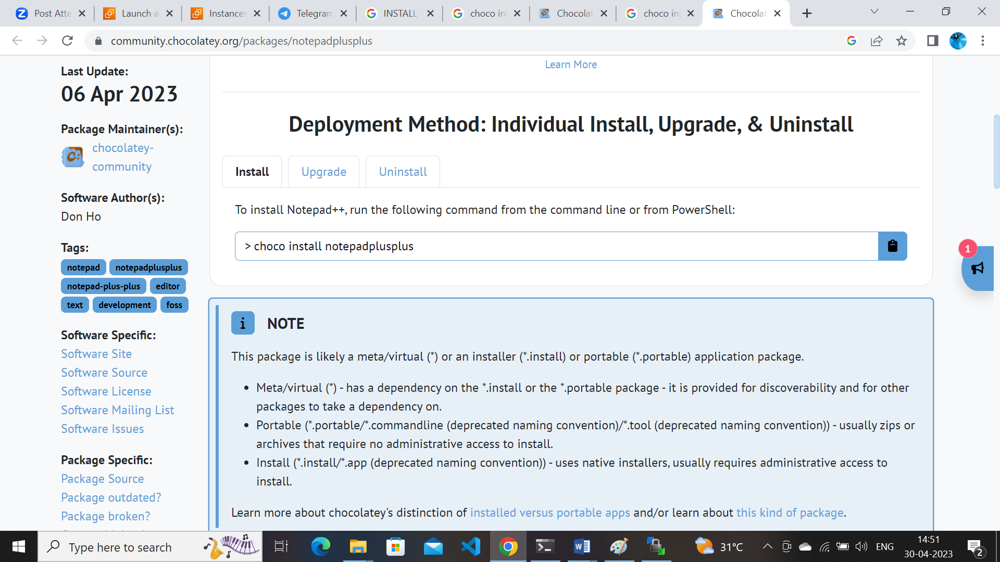 Post Atte
Launch a
Instances
Telegram
INSTALL
choco in
Chocolat
choco in
Chocolat
community.chocolatey.org/packages/notepadplusplus
Last Update:
06 Apr 2023
Package Maintainer(s):
chocolatey-
community
Software Author(s):
Don Ho
Tags:
notepad notepadplusplus
notepad-plus-plus editor
text development foss
Software Specific:
Software Site
Software Source
Software License
Software Mailing List
Software Issues
Package Specific:
Package Source
Package outdated?
Package broken?
Learn More
Deployment Method: Individual Install, Upgrade, & Uninstall
Install Upgrade Uninstall
To install Notepad++, run the following command from the command line or from PowerShell:
> choco install notepadplusplus
1
NOTE
This package is likely a meta/virtual (*) or an installer (*.install) or portable (*.portable) application package.
• Meta/virtual (*) - has a dependency on the *.install or the *.portable package - it is provided for discoverability and for other
packages to take a dependency on.
• Portable (*.portable/*.commandline (deprecated naming convention)/*.tool (deprecated naming convention)) - usually zips or
archives that require no administrative access to install.
• Install (*.install/*.app (deprecated naming convention)) - uses native installers, usually requires administrative access to
install.
Learn more about chocolatey's distinction of installed versus portable apps and/or learn about this kind of package.
Type here to search
31°C
ENG
14:51
30-04-2023
2